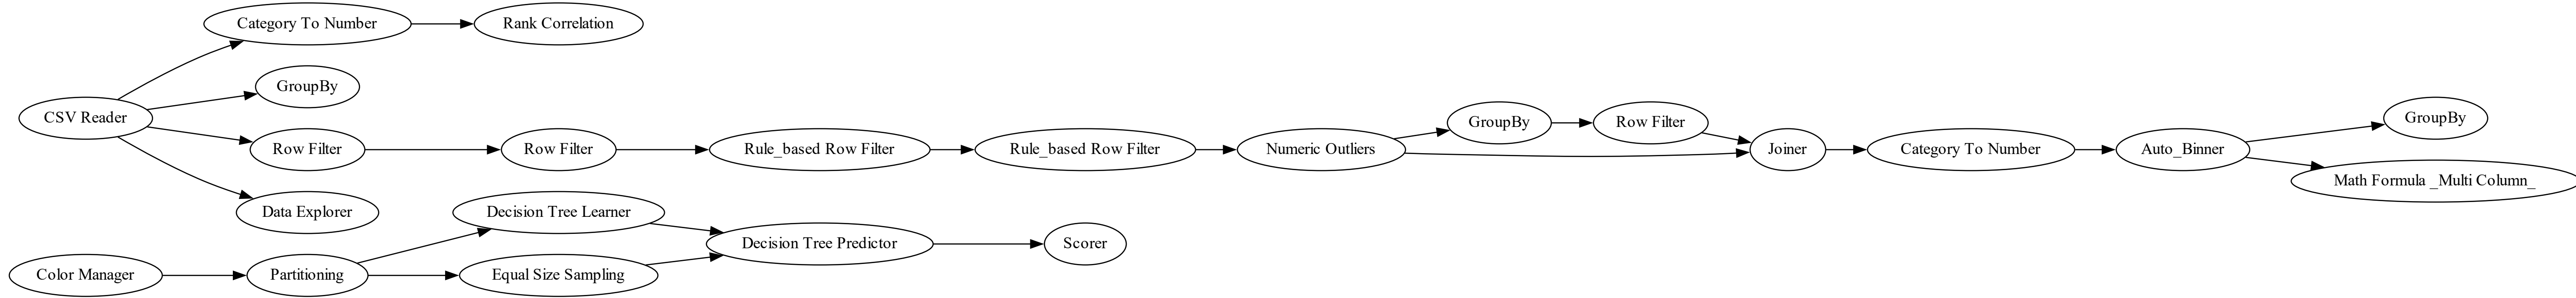 Category To Number
Rank Correlation
GroupBy
CSV Reader
GroupBy
Row Filter
GroupBy
Row Filter
Row Filter
Rule_based Row Filter
Rule_based Row Filter
Numeric Outliers
Joiner
Category To Number
Auto_Binner
Math Formula _Multi Column_
Data Explorer
Decision Tree Learner
Decision Tree Predictor
Scorer
Color Manager
Partitioning
Equal Size Sampling